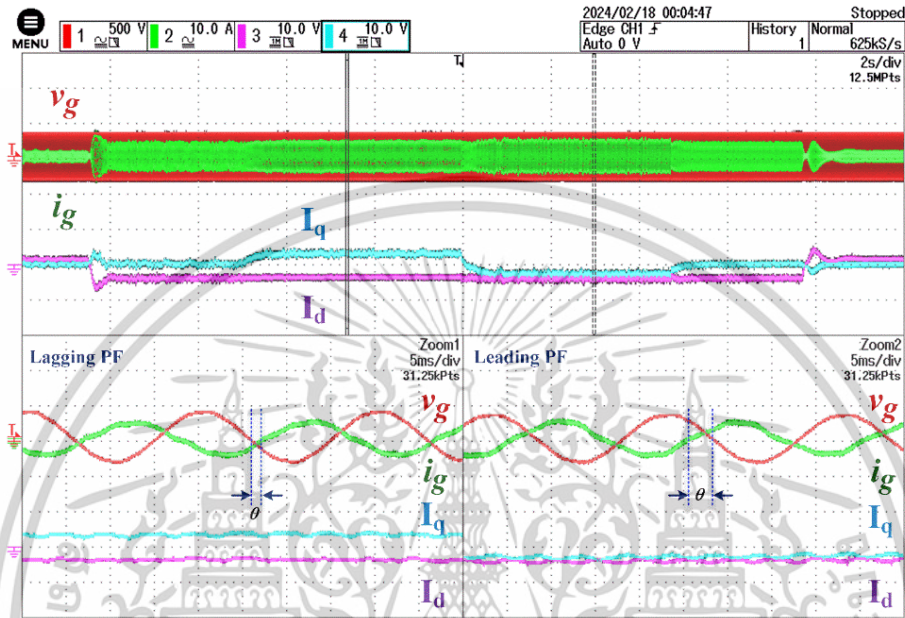 2024/02/18 00:04:47 Stopped
MENU 1 500 V 2 10.0 A 3 10.0 V 4 10.0 V Edge CH1 Auto 0 V History 1 Normal 625kS/s
T 2s/div
12.5MPts
vg
T
ig
Iq
Id
Lagging PF Zoom1 Leading PF Zoom2
5ms/div 5ms/div
31.25kPts 31.25kPts
vg vg
T
ig ig
θ θ
Iq Iq
Id Id